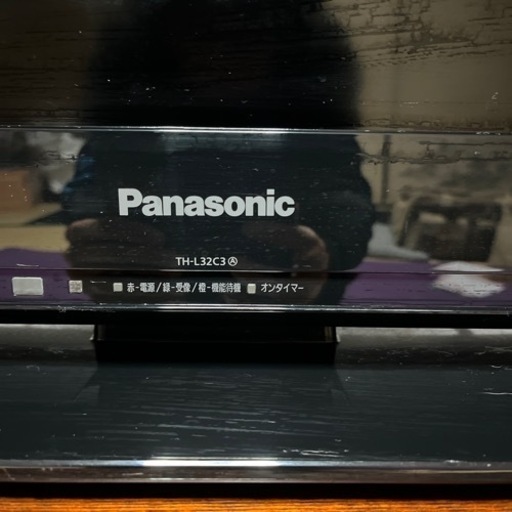 Panasonic
TH-L32C3 Ⓐ
赤-電源/緑-受像/橙-機能待機 オンタイマー